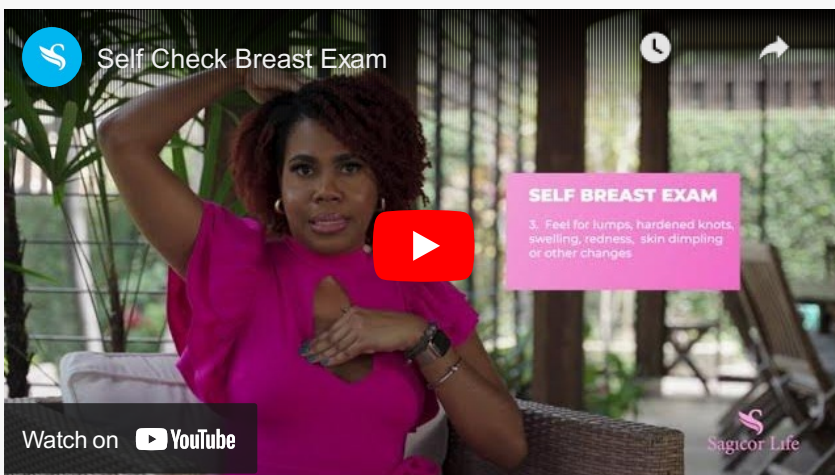 Self Check Breast Exam
SELF BREAST EXAM
3. Feel for lumps, hardened knots,
swelling, redness, skin dimpling
or other changes
Watch on YouTube
Sagicor Life